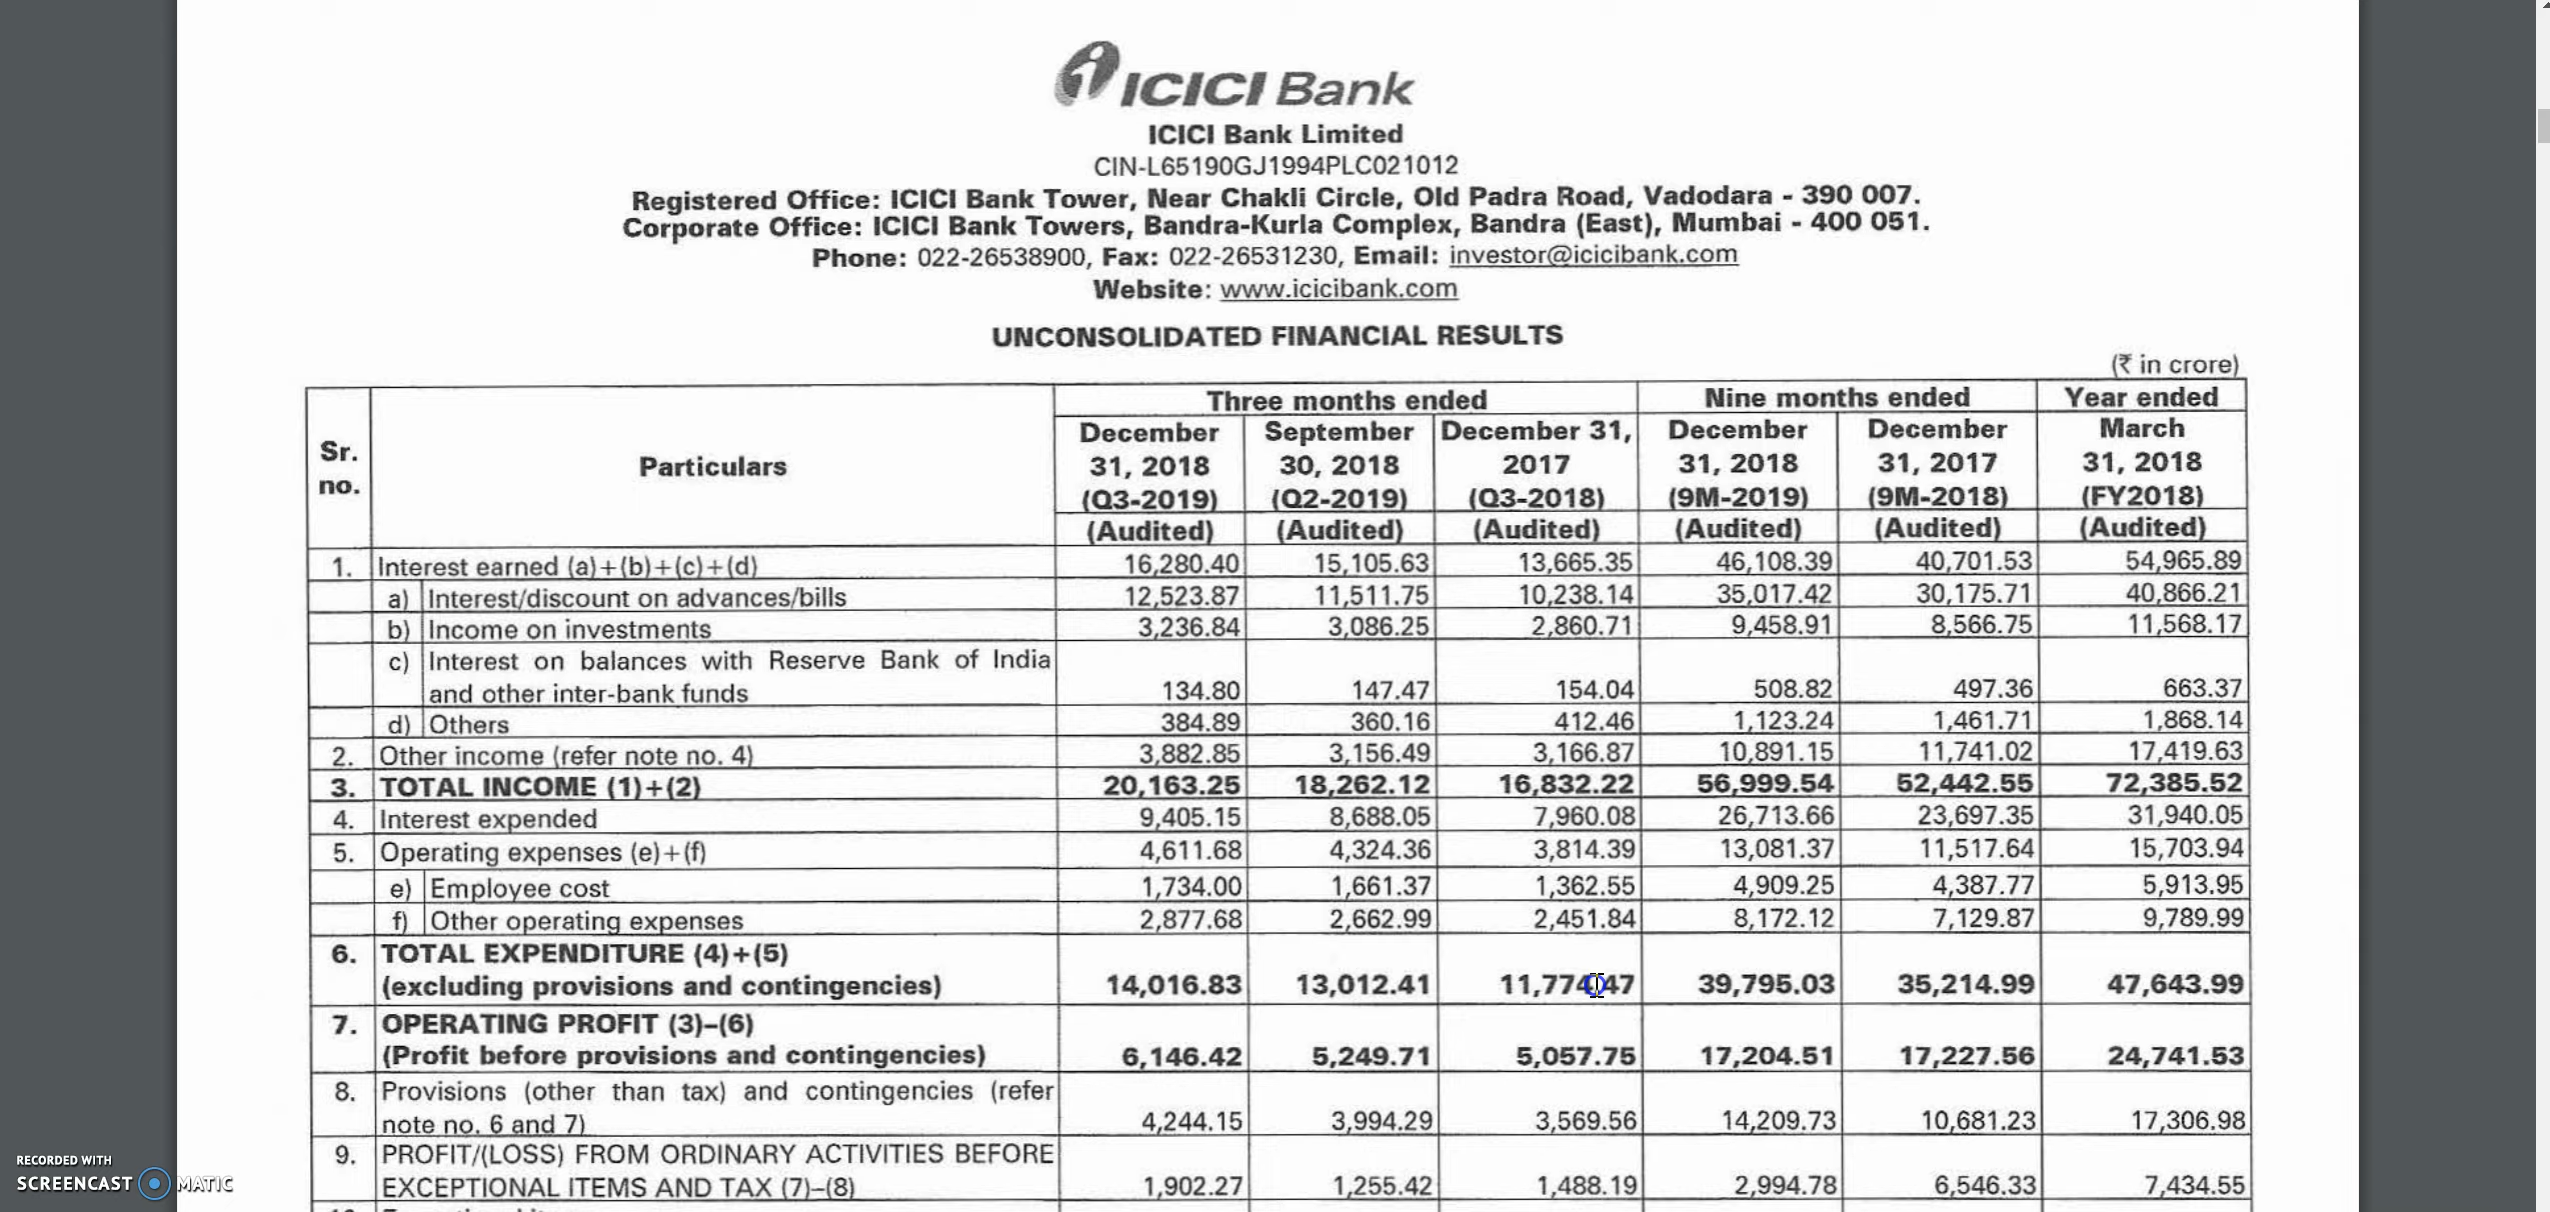 ICICI Bank
ICICI Bank Limited
CIN-L65190GJ1994PLC021012
Registered Office: ICICI Bank Tower, Near Chakli Circle, Old Padra Road, Vadodara - 390 007.
Corporate Office: ICICI Bank Towers, Bandra-Kurla Complex, Bandra (East), Mumbai - 400 051.
Phone: 022-26538900, Fax: 022-26531230, Email: investor@icicibank.com
Website: www.icicibank.com
UNCONSOLIDATED FINANCIAL RESULTS
(₹ in crore)
Sr. no. Particulars Three months ended Nine months ended Year ended
December 31, 2018 (Q3-2019) September 30, 2018 (Q2-2019) December 31, 2017 (Q3-2018) December 31, 2018 (9M-2019) December 31, 2017 (9M-2018) March 31, 2018 (FY2018)
(Audited) (Audited) (Audited) (Audited) (Audited) (Audited)
1. Interest earned (a)+(b)+(c)+(d) 16,280.40 15,105.63 13,665.35 46,108.39 40,701.53 54,965.89
a) Interest/discount on advances/bills 12,523.87 11,511.75 10,238.14 35,017.42 30,175.71 40,866.21
b) Income on investments 3,236.84 3,086.25 2,860.71 9,458.91 8,566.75 11,568.17
c) Interest on balances with Reserve Bank of India
and other inter-bank funds 134.80 147.47 154.04 508.82 497.36 663.37
d) Others 384.89 360.16 412.46 1,123.24 1,461.71 1,868.14
2. Other income (refer note no. 4) 3,882.85 3,156.49 3,166.87 10,891.15 11,741.02 17,419.63
3. TOTAL INCOME (1)+(2) 20,163.25 18,262.12 16,832.22 56,999.54 52,442.55 72,385.52
4. Interest expended 9,405.15 8,688.05 7,960.08 26,713.66 23,697.35 31,940.05
5. Operating expenses (e)+(f) 4,611.68 4,324.36 3,814.39 13,081.37 11,517.64 15,703.94
e) Employee cost 1,734.00 1,661.37 1,362.55 4,909.25 4,387.77 5,913.95
f) Other operating expenses 2,877.68 2,662.99 2,451.84 8,172.12 7,129.87 9,789.99
6. TOTAL EXPENDITURE (4)+(5)
(excluding provisions and contingencies) 14,016.83 13,012.41 11,774.47 39,795.03 35,214.99 47,643.99
7. OPERATING PROFIT (3)–(6)
(Profit before provisions and contingencies) 6,146.42 5,249.71 5,057.75 17,204.51 17,227.56 24,741.53
8. Provisions (other than tax) and contingencies (refer
note no. 6 and 7) 4,244.15 3,994.29 3,569.56 14,209.73 10,681.23 17,306.98
9. PROFIT/(LOSS) FROM ORDINARY ACTIVITIES BEFORE
EXCEPTIONAL ITEMS AND TAX (7)–(8) 1,902.27 1,255.42 1,488.19 2,994.78 6,546.33 7,434.55
RECORDED WITH
SCREENCAST MATIC